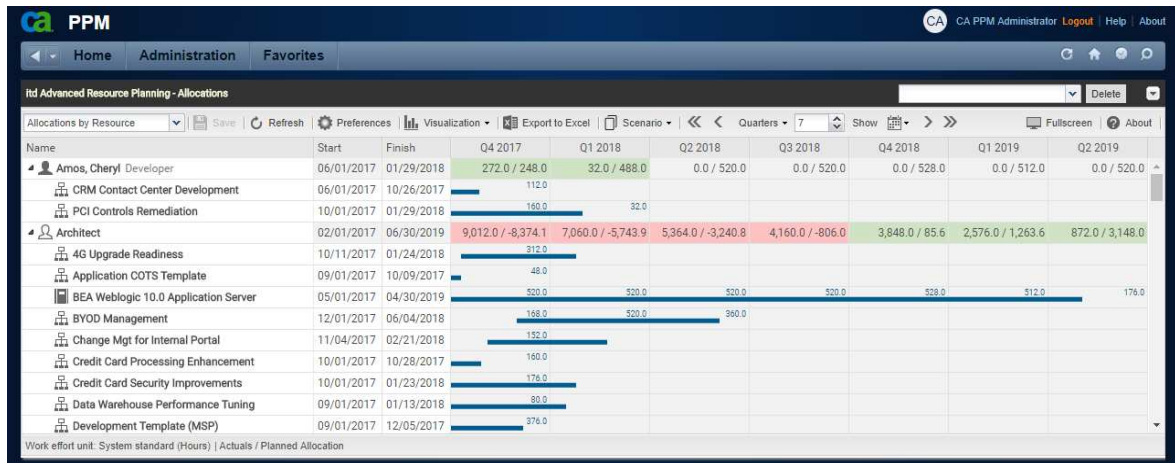 ca PPM
CA CA PPM Administrator Logout | Help | About
Home Administration Favorites
itd Advanced Resource Planning - Allocations Delete
Allocations by Resource Save Refresh Preferences Visualization Export to Excel Scenario Quarters 7 Show Fullscreen About
Name Start Finish Q4 2017 Q1 2018 Q2 2018 Q3 2018 Q4 2018 Q1 2019 Q2 2019
Amos, Cheryl Developer 06/01/2017 01/29/2018 272.0 / 248.0 32.0 / 488.0 0.0 / 520.0 0.0 / 520.0 0.0 / 528.0 0.0 / 512.0 0.0 / 520.0
CRM Contact Center Development 06/01/2017 10/26/2017 112.0
PCI Controls Remediation 10/01/2017 01/29/2018 160.0 32.0
Architect 02/01/2017 06/30/2019 9,012.0 / -8,374.1 7,060.0 / -5,743.9 5,364.0 / -3,240.8 4,160.0 / -806.0 3,848.0 / 85.6 2,576.0 / 1,263.6 872.0 / 3,148.0
4G Upgrade Readiness 10/11/2017 01/24/2018 312.0
Application COTS Template 09/01/2017 10/09/2017 48.0
BEA Weblogic 10.0 Application Server 05/01/2017 04/30/2019 520.0 520.0 520.0 520.0 528.0 512.0 176.0
BYOD Management 12/01/2017 06/04/2018 168.0 520.0 360.0
Change Mgt for Internal Portal 11/04/2017 02/21/2018 152.0
Credit Card Processing Enhancement 10/01/2017 10/28/2017 160.0
Credit Card Security Improvements 10/01/2017 01/23/2018 176.0
Data Warehouse Performance Tuning 09/01/2017 01/13/2018 80.0
Development Template (MSP) 09/01/2017 12/05/2017 376.0
Work effort unit: System standard (Hours) | Actuals / Planned Allocation